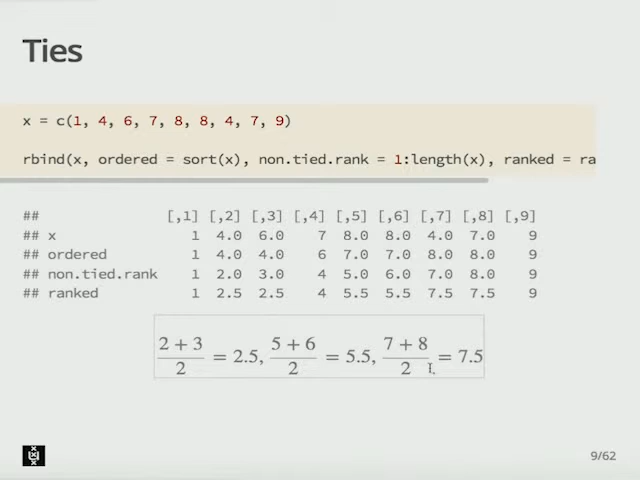 Ties
x = c(1, 4, 6, 7, 8, 8, 4, 7, 9)
rbind(x, ordered = sort(x), non.tied.rank = 1:length(x), ranked = ra
## [,1] [,2] [,3] [,4] [,5] [,6] [,7] [,8] [,9]
## x 1 4.0 6.0 7 8.0 8.0 4.0 7.0 9
## ordered 1 4.0 4.0 6 7.0 7.0 8.0 8.0 9
## non.tied.rank 1 2.0 3.0 4 5.0 6.0 7.0 8.0 9
## ranked 1 2.5 2.5 4 5.5 5.5 7.5 7.5 9
2 + 3 / 2 = 2.5, 5 + 6 / 2 = 5.5, 7 + 8 / 2 = 7.5
9/62